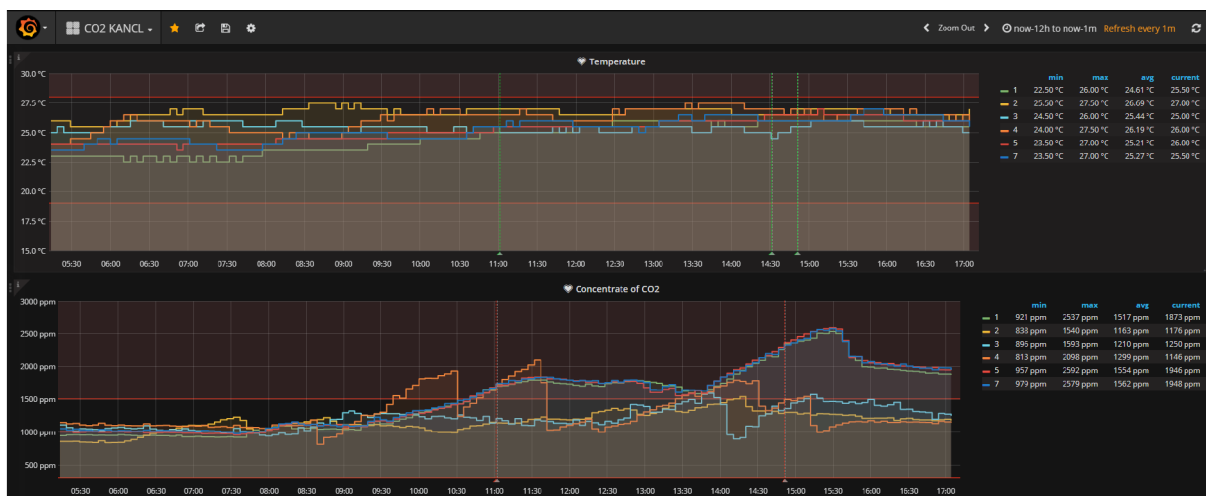 CO2 KANCL
Zoom Out
now-12h to now-1m Refresh every 1m
Temperature
30.0 °C
27.5 °C
25.0 °C
22.5 °C
20.0 °C
17.5 °C
15.0 °C
05:30 06:00 06:30 07:00 07:30 08:00 08:30 09:00 09:30 10:00 10:30 11:00 11:30 12:00 12:30 13:00 13:30 14:00 14:30 15:00 15:30 16:00 16:30 17:00
min max avg current
1 22.50 °C 26.00 °C 24.61 °C 25.50 °C
2 25.50 °C 27.50 °C 26.69 °C 27.00 °C
3 24.50 °C 26.00 °C 25.44 °C 25.00 °C
4 24.00 °C 27.50 °C 26.19 °C 26.00 °C
5 23.50 °C 27.00 °C 25.21 °C 26.00 °C
7 23.50 °C 27.00 °C 25.27 °C 25.50 °C
Concentrate of CO2
3000 ppm
2500 ppm
2000 ppm
1500 ppm
1000 ppm
500 ppm
05:30 06:00 06:30 07:00 07:30 08:00 08:30 09:00 09:30 10:00 10:30 11:00 11:30 12:00 12:30 13:00 13:30 14:00 14:30 15:00 15:30 16:00 16:30 17:00
min max avg current
1 921 ppm 2537 ppm 1517 ppm 1873 ppm
2 838 ppm 1540 ppm 1163 ppm 1176 ppm
3 896 ppm 1593 ppm 1210 ppm 1250 ppm
4 813 ppm 2098 ppm 1299 ppm 1146 ppm
5 957 ppm 2592 ppm 1554 ppm 1946 ppm
7 979 ppm 2579 ppm 1562 ppm 1948 ppm